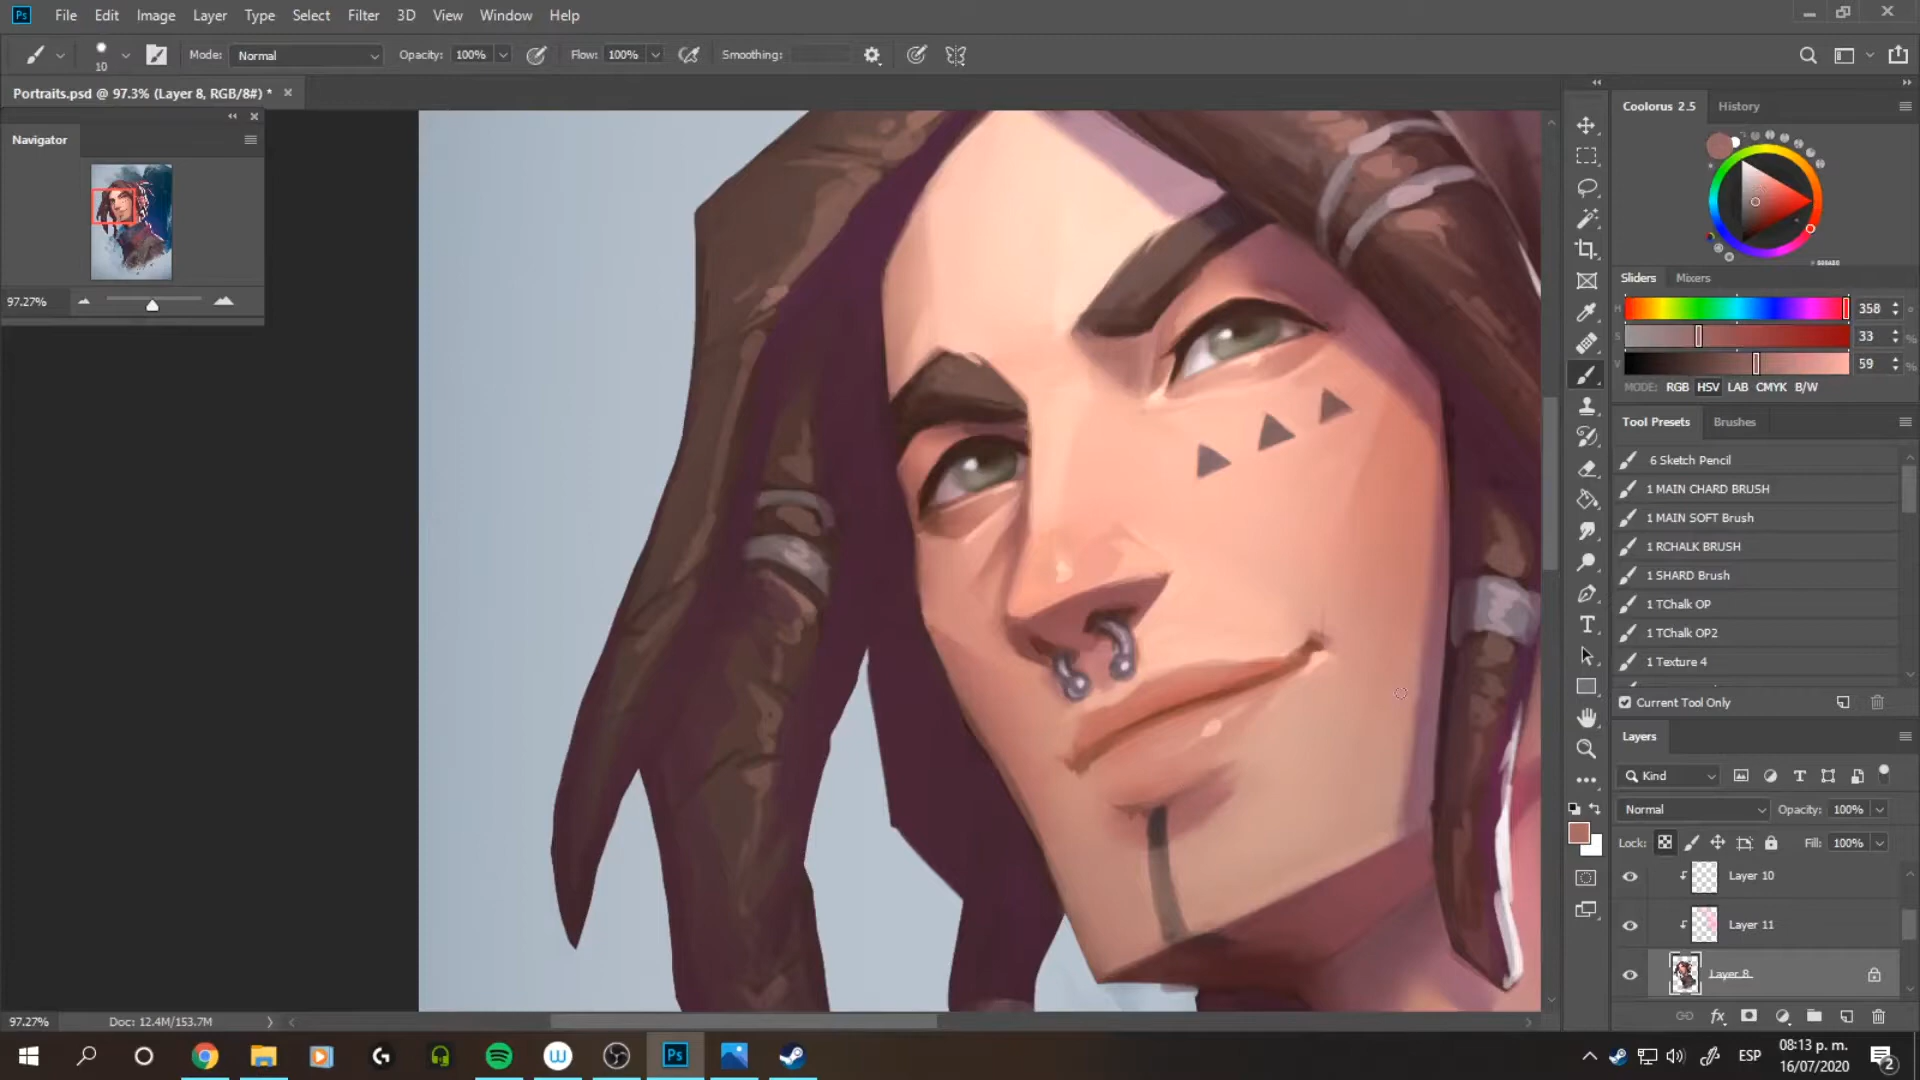 Ps File Edit Image Layer Type Select Filter 3D View Window Help
10 Mode: Normal Opacity: 100% Flow: 100% Smoothing:
Portraits.psd @ 97.3% (Layer 8, RGB/8#) *
Navigator
97.27%
Coolorus 2.5 History
Sliders Mixers
H 358 °
S 33 %
V 59 %
MODE: RGB HSV LAB CMYK B/W
Tool Presets Brushes
6 Sketch Pencil
1 MAIN CHARD BRUSH
1 MAIN SOFT Brush
1 RCHALK BRUSH
1 SHARD Brush
1 TChalk OP
1 TChalk OP2
1 Texture 4
Current Tool Only
Layers
Kind
Normal Opacity: 100%
Lock: Fill: 100%
Layer 10
Layer 11
Layer 8
97.27% Doc: 12.4M/153.7M
Ps ESP 08:13 p. m.
16/07/2020 2